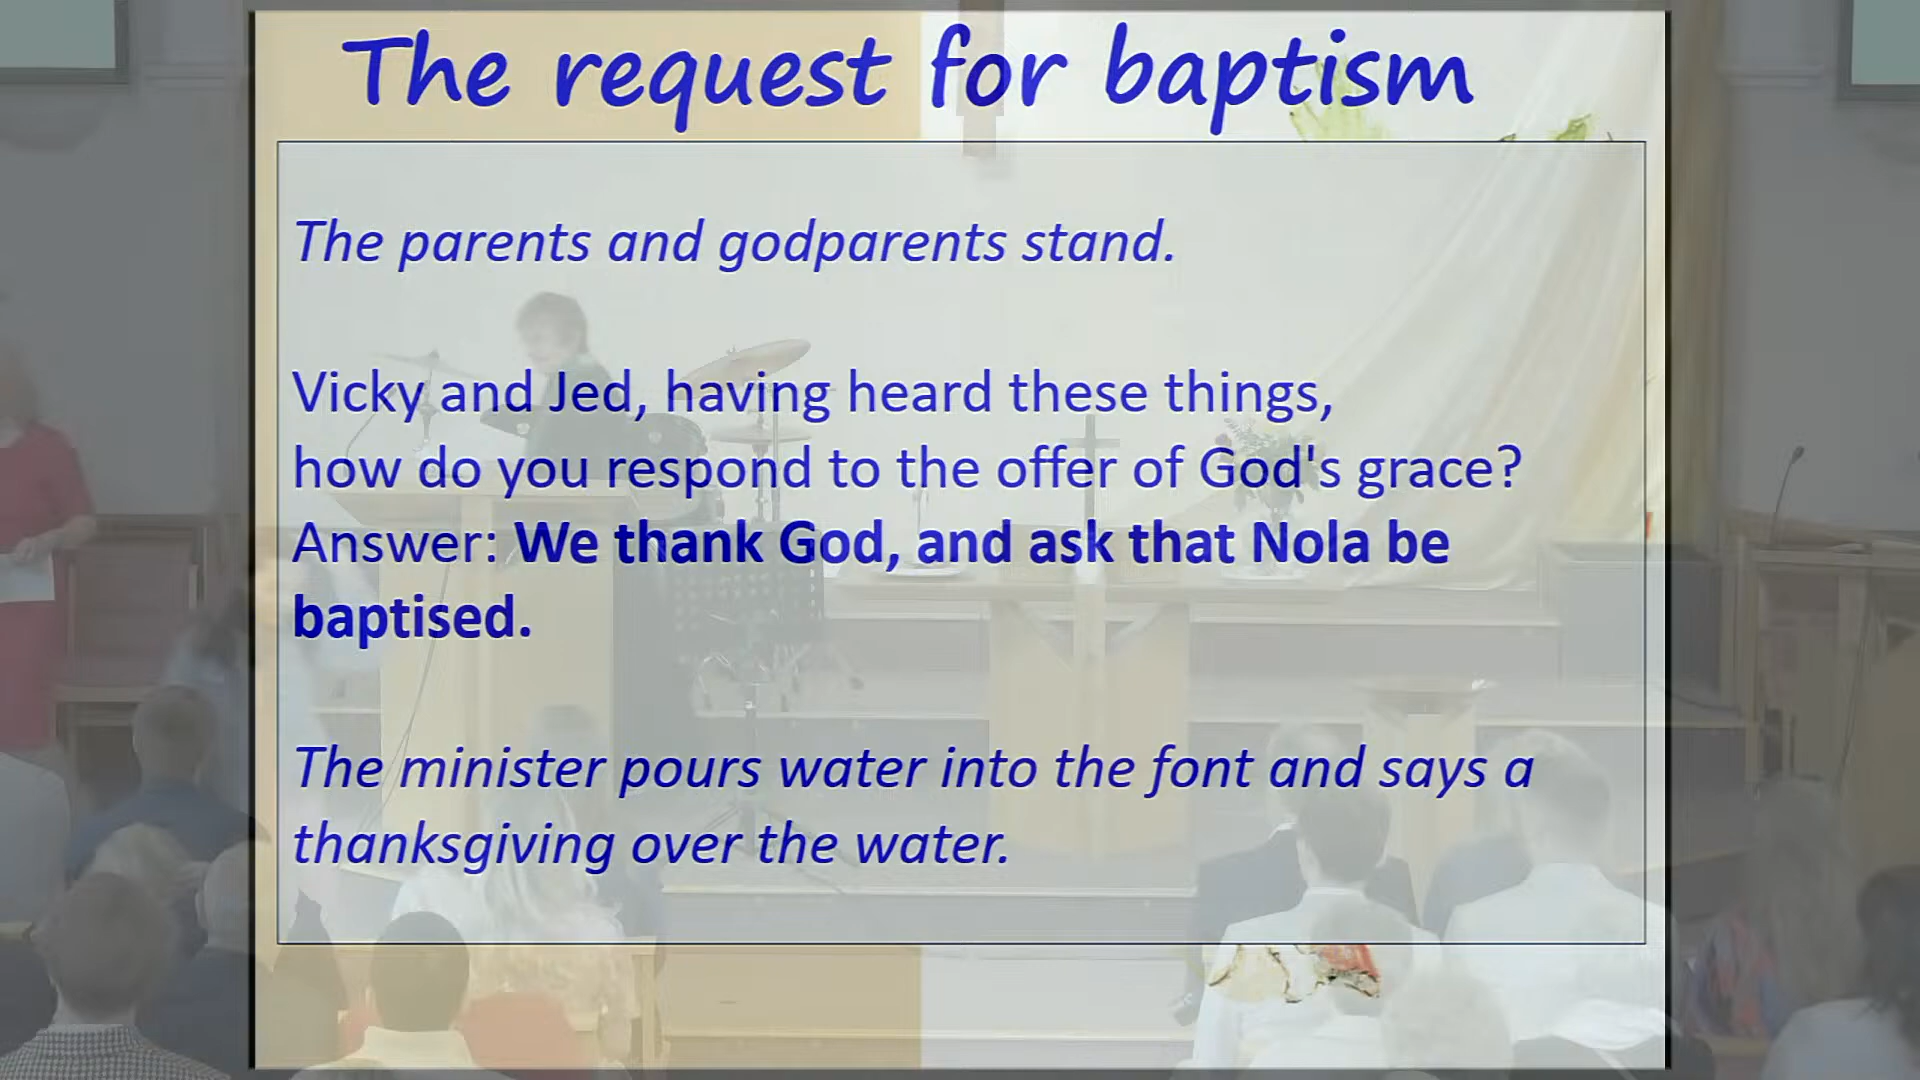 The request for baptism
The parents and godparents stand.
Vicky and Jed, having heard these things,
how do you respond to the offer of God's grace?
Answer: We thank God, and ask that Nola be
baptised.
The minister pours water into the font and says a
thanksgiving over the water.